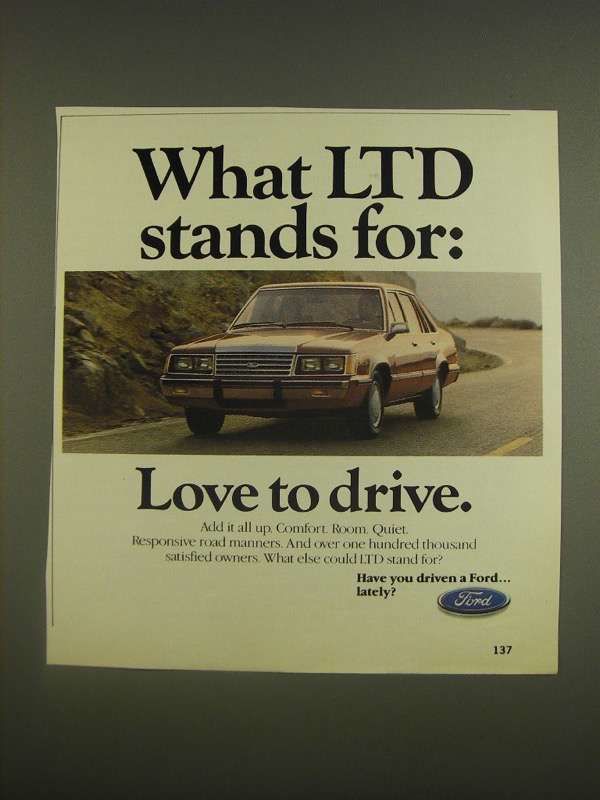 What LTD
stands for:
Love to drive.
Add it all up. Comfort. Room. Quiet.
Responsive road manners. And over one hundred thousand
satisfied owners. What else could LTD stand for?
Have you driven a Ford...
lately?
Ford
137